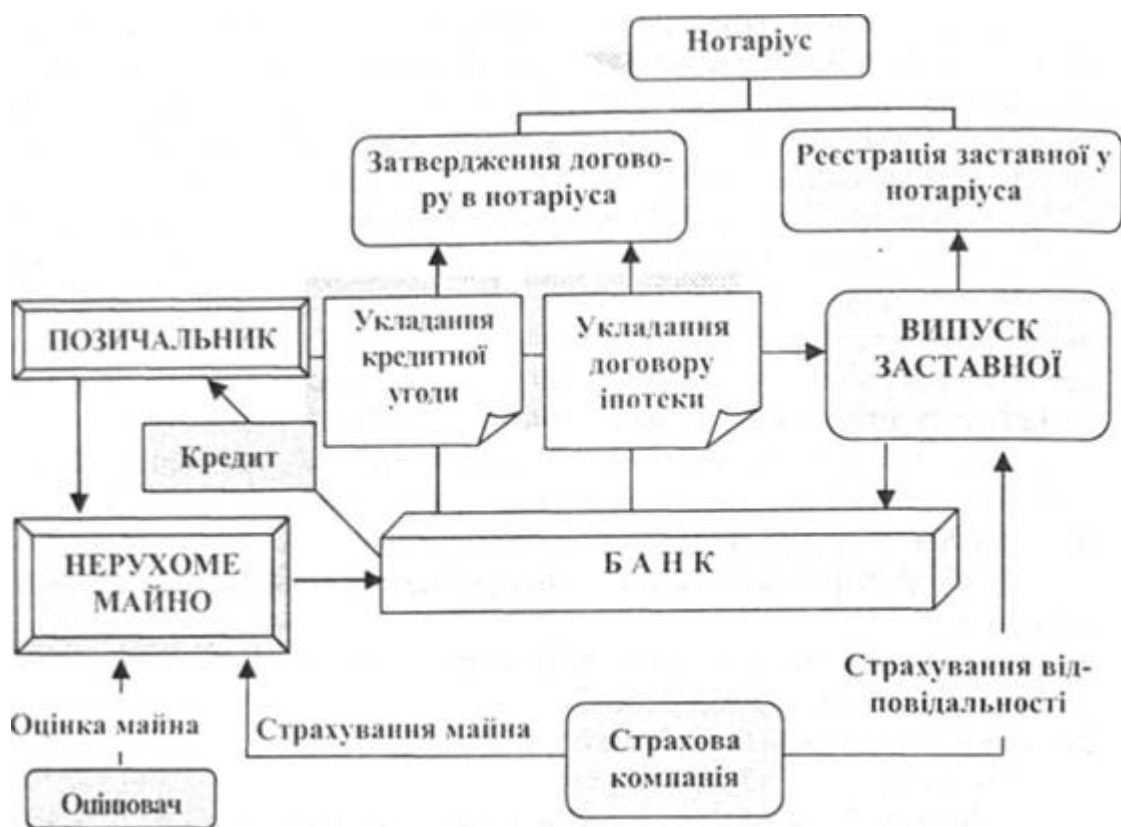 Нотаріус
Затвердження догово-
ру в нотаріуса
Реєстрація заставної у
нотаріуса
ПОЗИЧАЛЬНИК
Укладання
кредитної
угоди
Укладання
договору
іпотеки
ВИПУСК
ЗАСТАВНОЇ
Кредит
НЕРУХОМЕ
МАЙНО
БАНК
Оцінка майна
Страхування майна
Страхова
компанія
Страхування від-
повідальності
Оцінювач